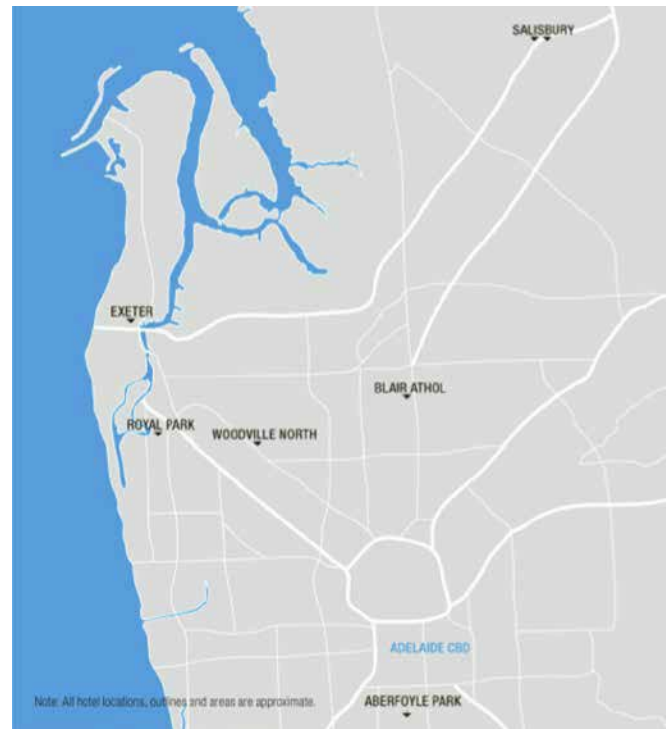 SALISBURY
EXETER
BLAIR ATHOL
ROYAL PARK
WOODVILLE NORTH
ADELAIDE CBD
Note: All hotel locations, outlines and areas are approximate.
ABERFOYLE PARK